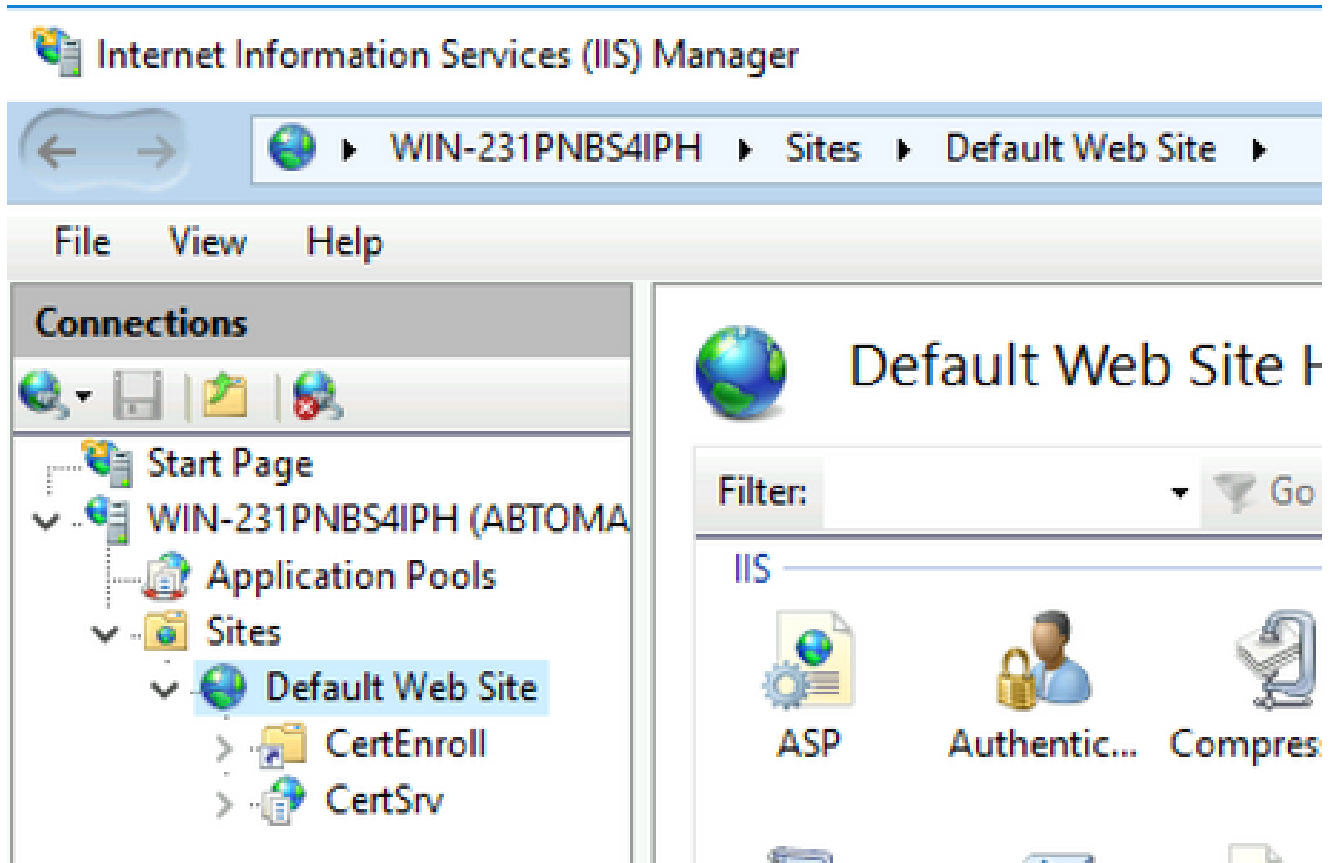 Internet Information Services (IIS) Manager
WIN-231PNBS4IPH Sites Default Web Site
File View Help
Connections
Start Page
WIN-231PNBS4IPH (ABTOMA
Application Pools
Sites
Default Web Site
CertEnroll
CertSrv
Default Web Site H
Filter: Go
IIS
ASP Authentic... Compres